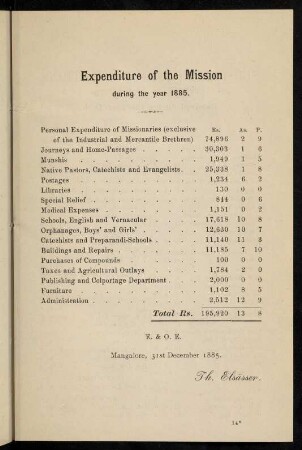 Expenditure of the Mission
during the year 1885.
Personal Expenditure of Missionaries (exclusive Rs. As. P.
of the Industrial and Mercantile Brethren) 74,896 2 9
Journeys and Home-Passages . . . 30,303 1 6
Munshis . . . 1,949 1 5
Native Pastors, Catechists and Evangelists . . 25,338 1 8
Postages . . . 1,234 6 2
Libraries . . . 130 0 0
Special Relief . . . 844 0 6
Medical Expenses . . . 1,151 0 2
Schools, English and Vernacular . . . 17,618 10 8
Orphanages, Boys' and Girls' . . . 12,630 10 7
Catechists and Preparandi-Schools . . . 11,140 11 3
Buildings and Repairs . . . 11,185 7 10
Purchases of Compounds . . . 100 0 0
Taxes and Agricultural Outlays . . . 1,784 2 0
Publishing and Colportage Department . . . 2,000 0 0
Furniture . . . 1,102 8 5
Administration . . . 2,512 12 9
Total Rs. 195,920 13 8
E. & O. E.
Mangalore, 31st December 1885.
Th. Elsässer.
14*